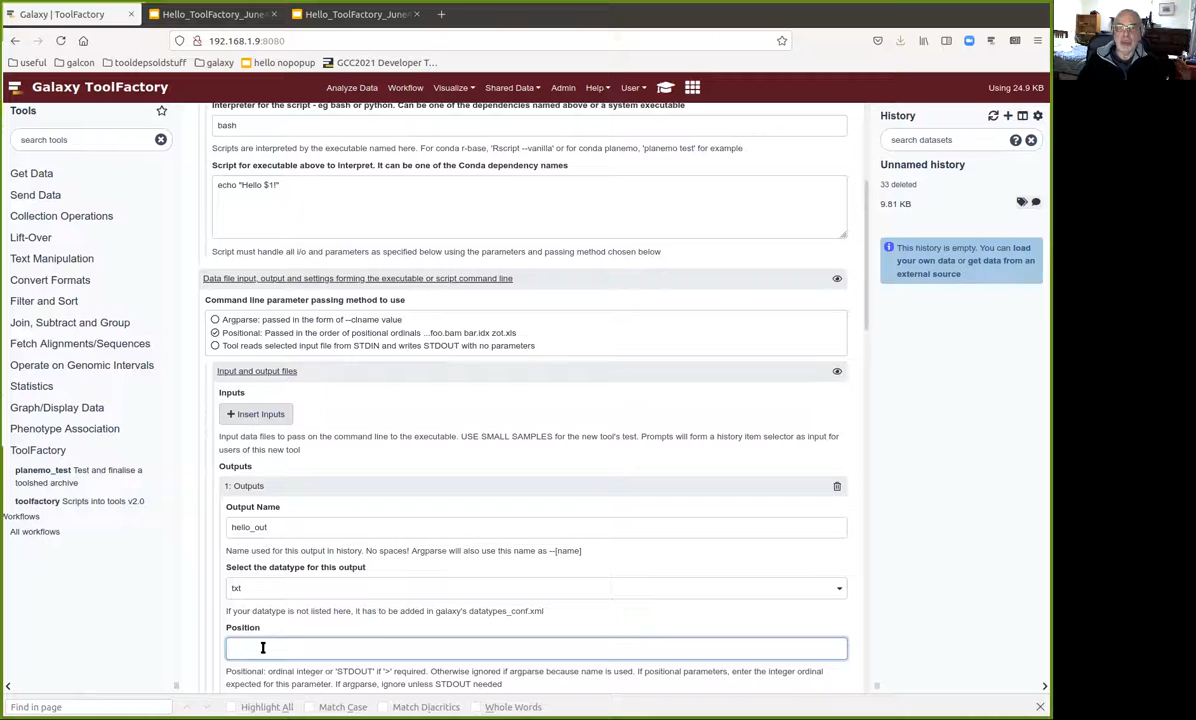 Galaxy | ToolFactory
Hello_ToolFactory_June
Hello_ToolFactory_June
192.168.1.9:8080
useful
galcon
tooldepsoldstuff
galaxy
hello nopopup
GCC2021 Developer T...
Galaxy ToolFactory
Analyze Data
Workflow
Visualize
Shared Data
Admin
Help
User
Using 24.9 KB
Tools
search tools
Get Data
Send Data
Collection Operations
Lift-Over
Text Manipulation
Convert Formats
Filter and Sort
Join, Subtract and Group
Fetch Alignments/Sequences
Operate on Genomic Intervals
Statistics
Graph/Display Data
Phenotype Association
ToolFactory
planemo_test Test and finalise a
toolshed archive
toolfactory Scripts into tools v2.0
Workflows
All workflows
Interpreter for the script - eg bash or python. Can be one of the dependencies named above or a system executable
bash
Scripts are interpreted by the executable named here. For conda r-base, 'Rscript --vanilla' or for conda planemo, 'planemo test' for example
Script for executable above to Interpret. It can be one of the Conda dependency names
echo "Hello $1!"
Script must handle all i/o and parameters as specified below using the parameters and passing method chosen below
Data file input, output and settings forming the executable or script command line
Command line parameter passing method to use
Argparse: passed in the form of --clname value
Positional: Passed in the order of positional ordinals ...foo.bam bar.idx zot.xls
Tool reads selected input file from STDIN and writes STDOUT with no parameters
Input and output files
Inputs
+ Insert Inputs
Input data files to pass on the command line to the executable. USE SMALL SAMPLES for the new tool's test. Prompts will form a history item selector as input for
users of this new tool
Outputs
1: Outputs
Output Name
hello_out
Name used for this output in history. No spaces! Argparse will also use this name as --[name]
Select the datatype for this output
txt
If your datatype is not listed here, it has to be added in galaxy's datatypes_conf.xml
Position
Positional: ordinal integer or 'STDOUT' if '>' required. Otherwise ignored if argparse because name is used. If positional parameters, enter the integer ordinal
expected for this parameter. If argparse, ignore unless STDOUT needed
History
search datasets
Unnamed history
33 deleted
9.81 KB
This history is empty. You can load
your own data or get data from an
external source
Find in page
Highlight All
Match Case
Match Diacritics
Whole Words